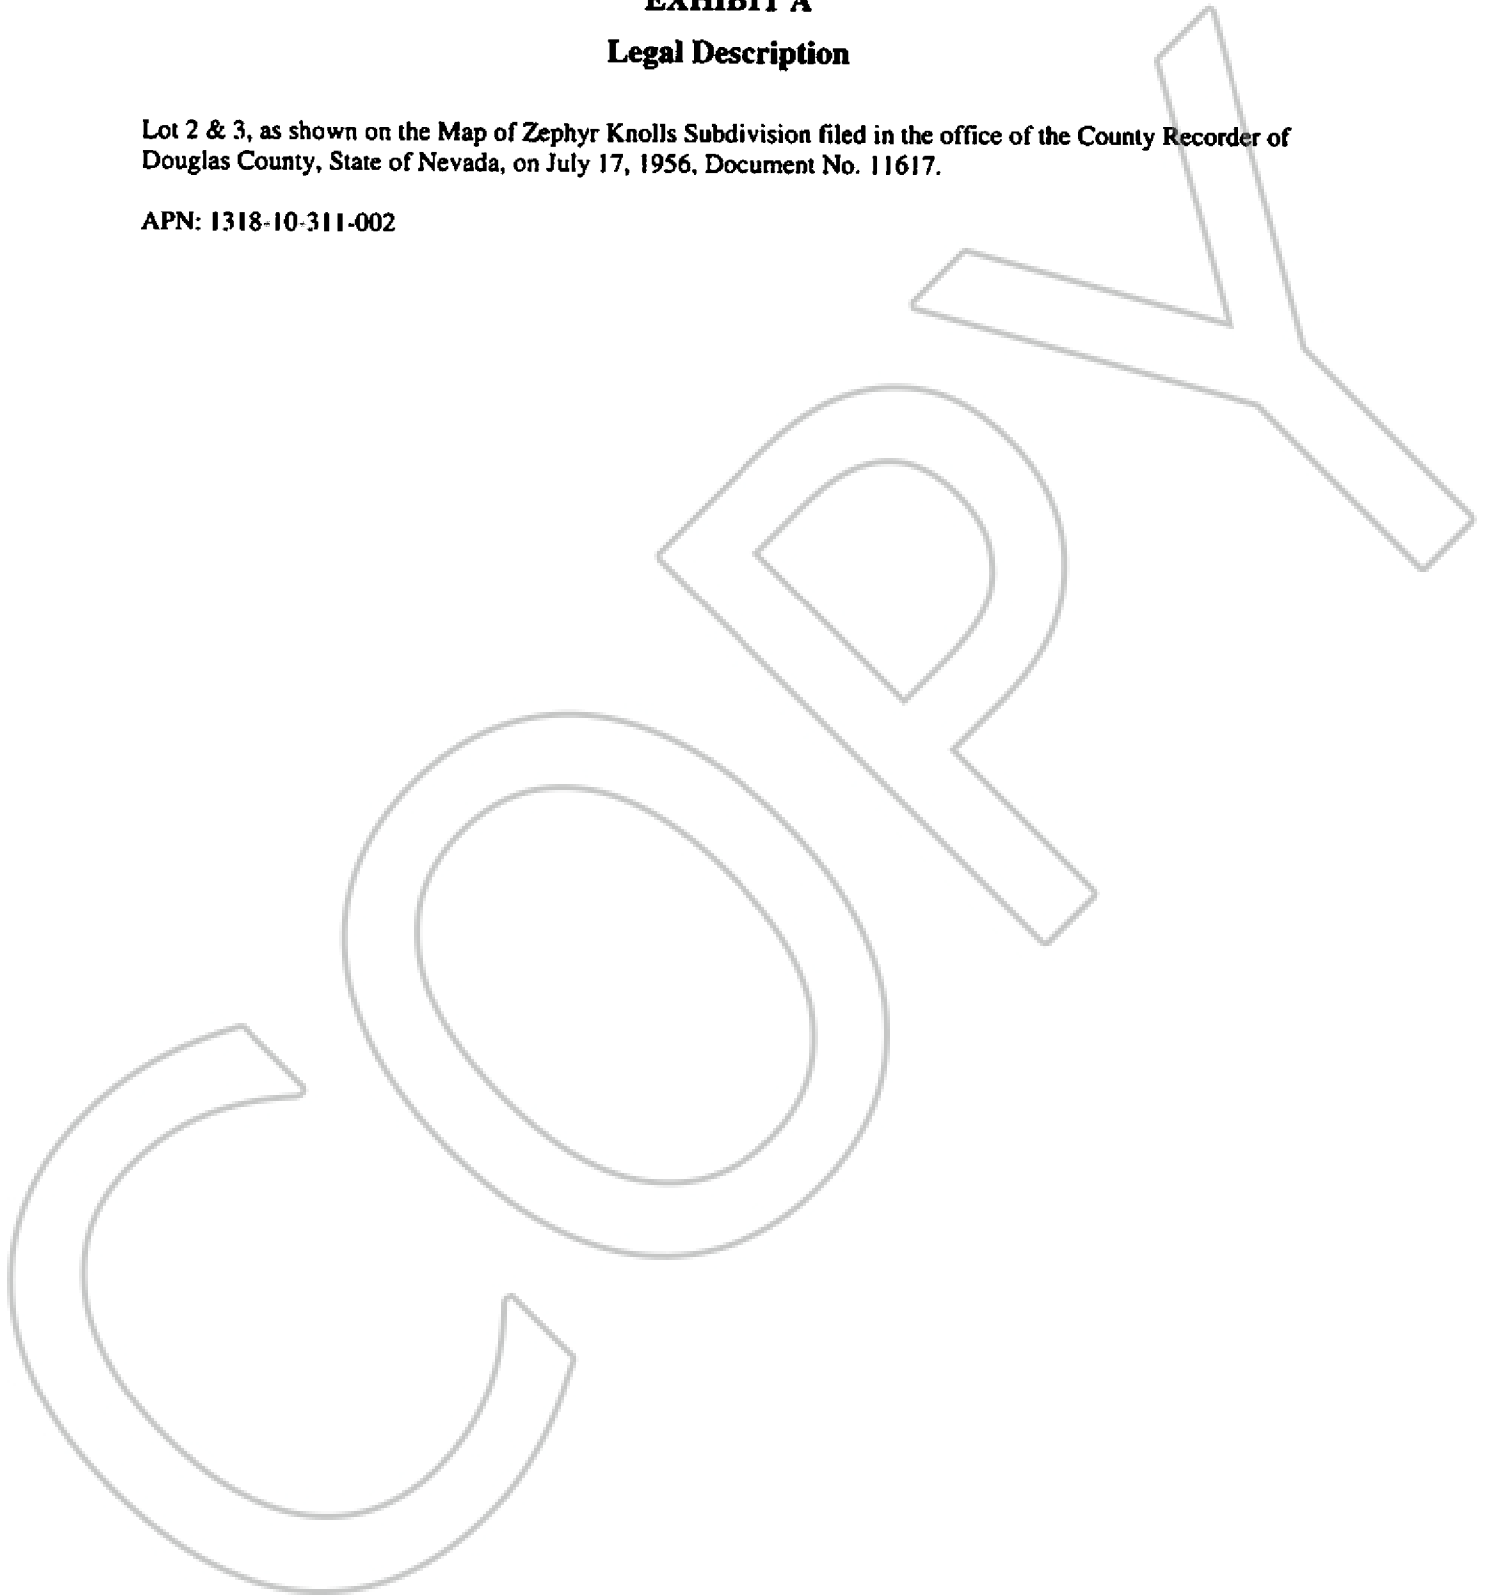 EXHIBIT A
Legal Description
Lot 2 & 3, as shown on the Map of Zephyr Knolls Subdivision filed in the office of the County Recorder of
Douglas County, State of Nevada, on July 17, 1956, Document No. 11617.
APN: 1318-10-311-002
COPY